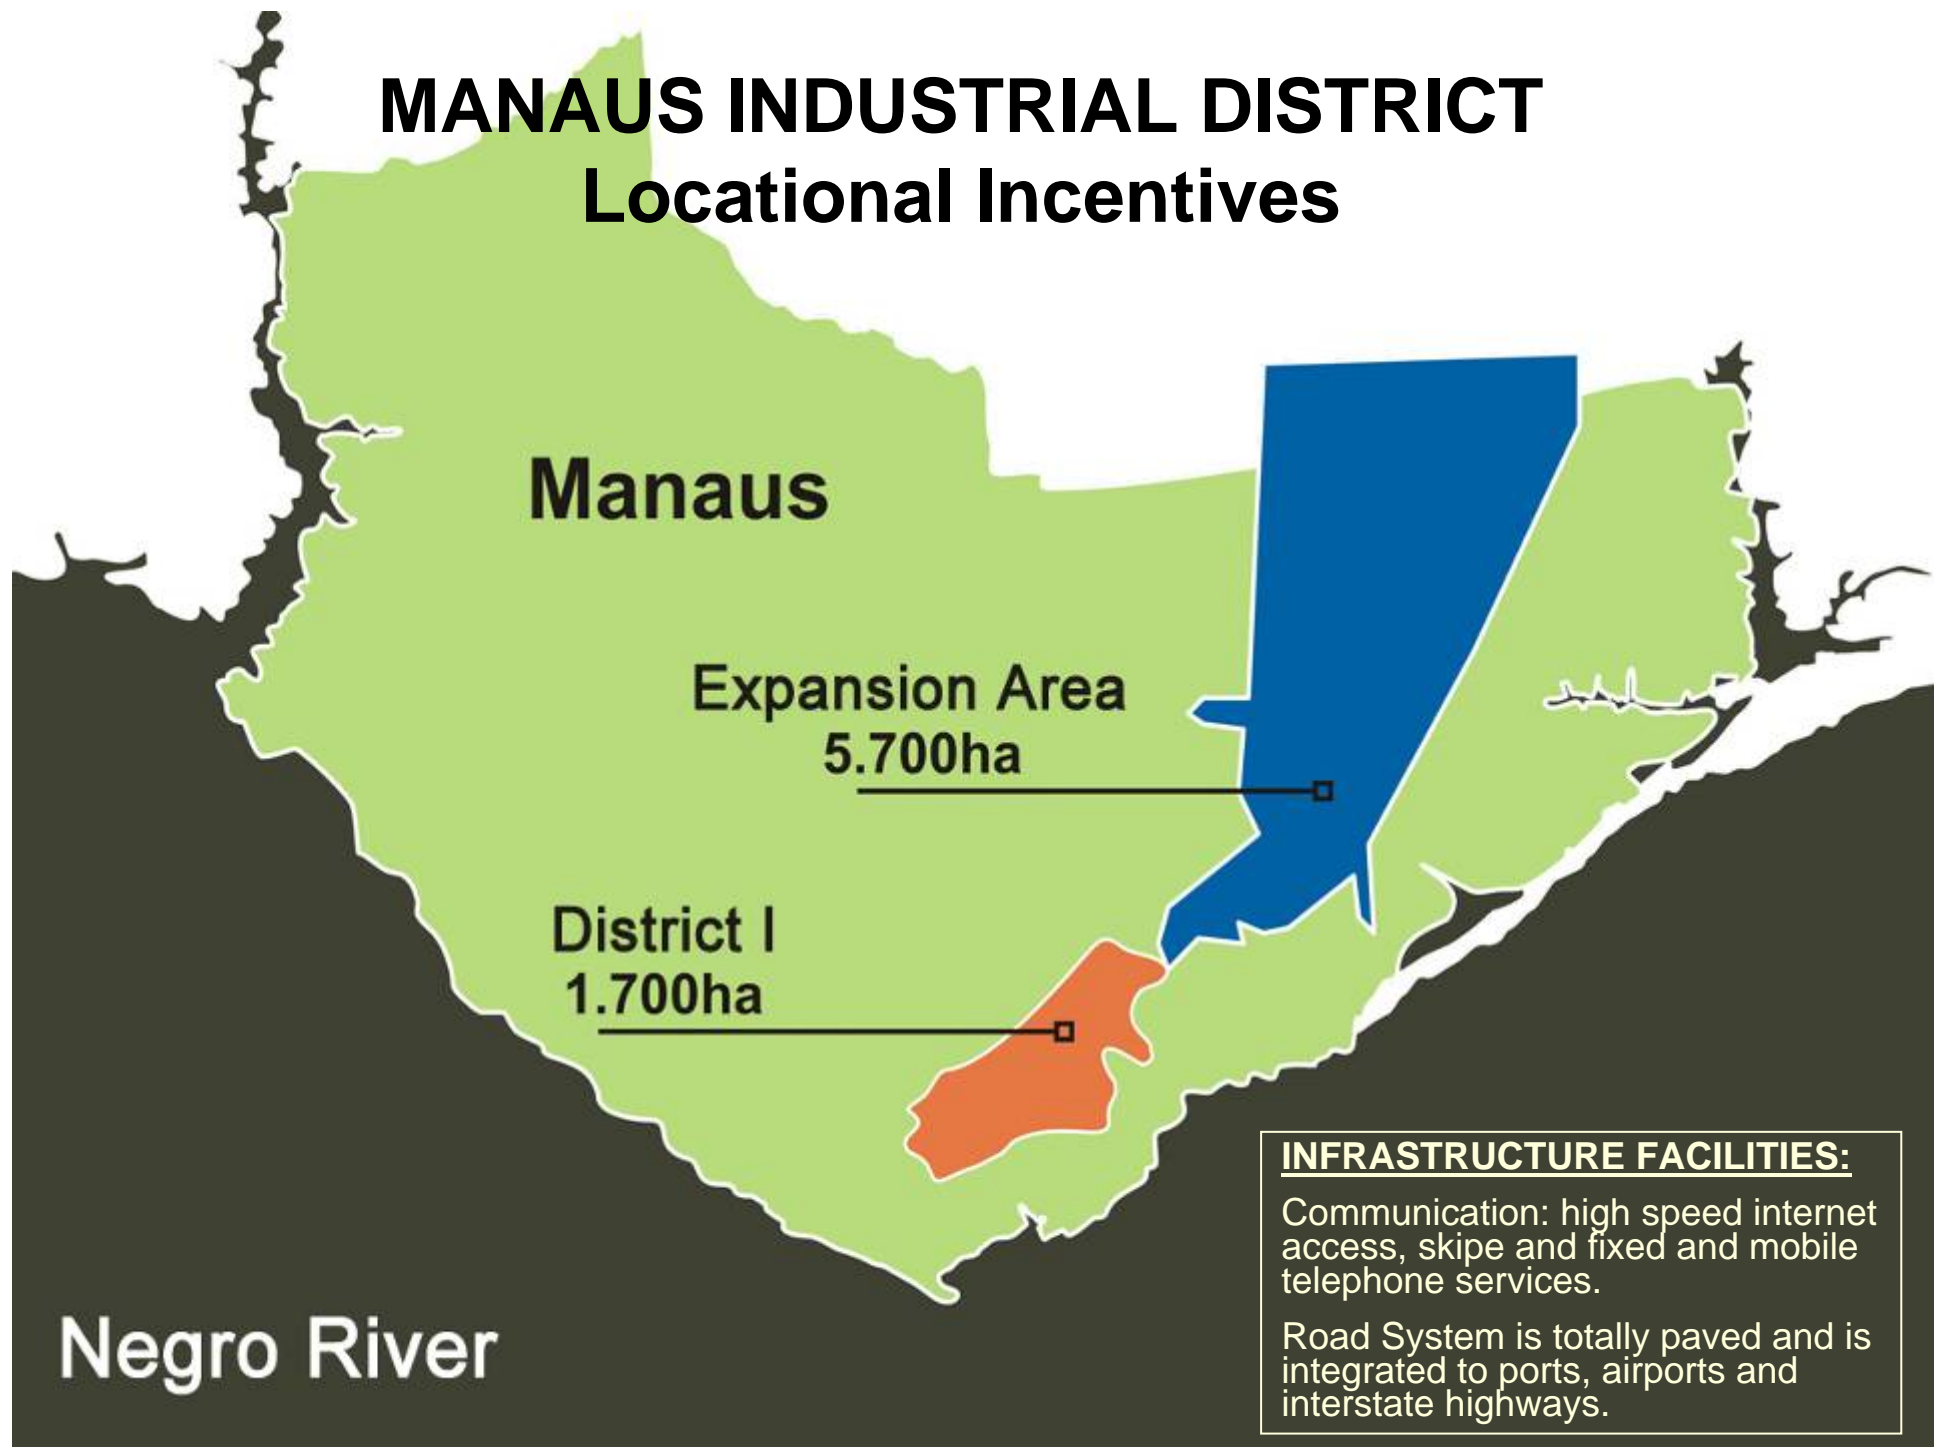 MANAUS INDUSTRIAL DISTRICT
Locational Incentives
Manaus
Expansion Area
5.700ha
District I
1.700ha
Negro River
INFRASTRUCTURE FACILITIES:
Communication: high speed internet
access, skipe and fixed and mobile
telephone services.
Road System is totally paved and is
integrated to ports, airports and
interstate highways.